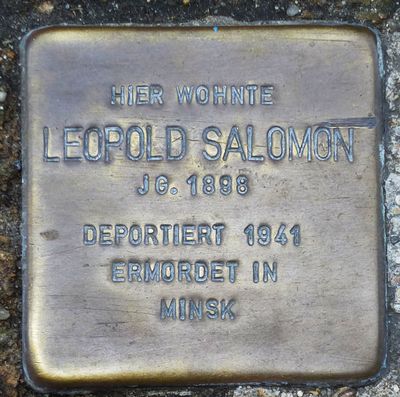 HIER WOHNTE
LEOPOLD SALOMON
JG. 1898
DEPORTIERT 1941
ERMORDET IN
MINSK